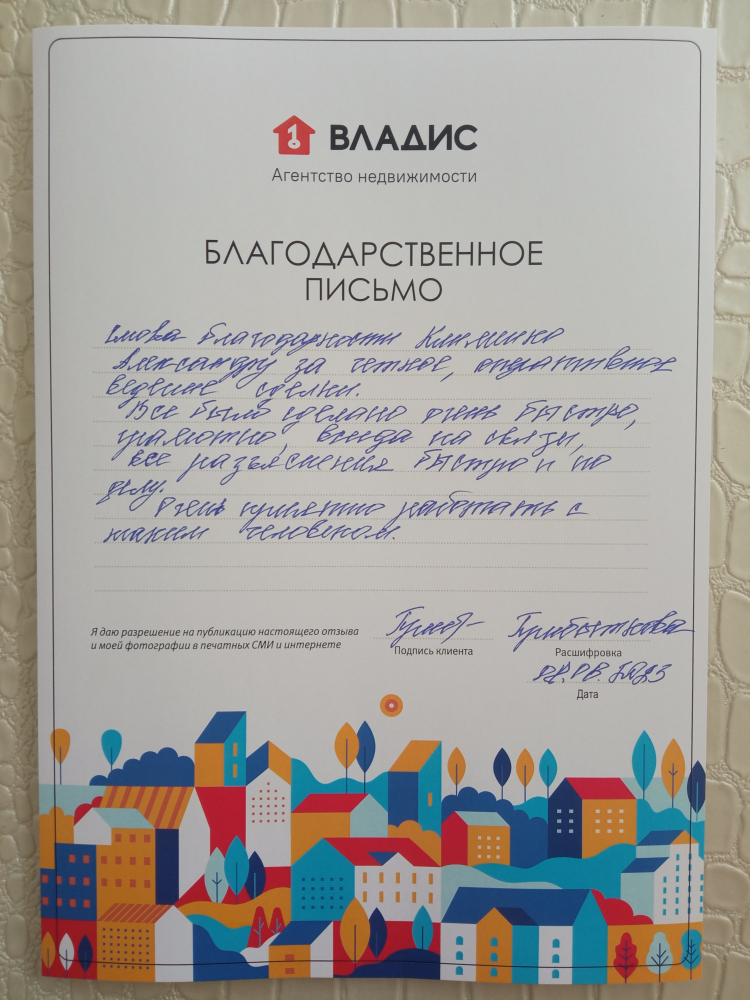 ВЛАДИС
Агентство недвижимости
БЛАГОДАРСТВЕННОЕ
ПИСЬМО
Слова благодарности Клименко
Александру за четкое, оперативное
ведение сделки.
Все было сделано очень быстро,
грамотно, всегда на связи,
все разъяснения быстро и по
делу.
Очень приятно работать с
таким человеком.
Я даю разрешение на публикацию настоящего отзыва
и моей фотографии в печатных СМИ и интернете
Подпись клиента
Расшифровка
Дата